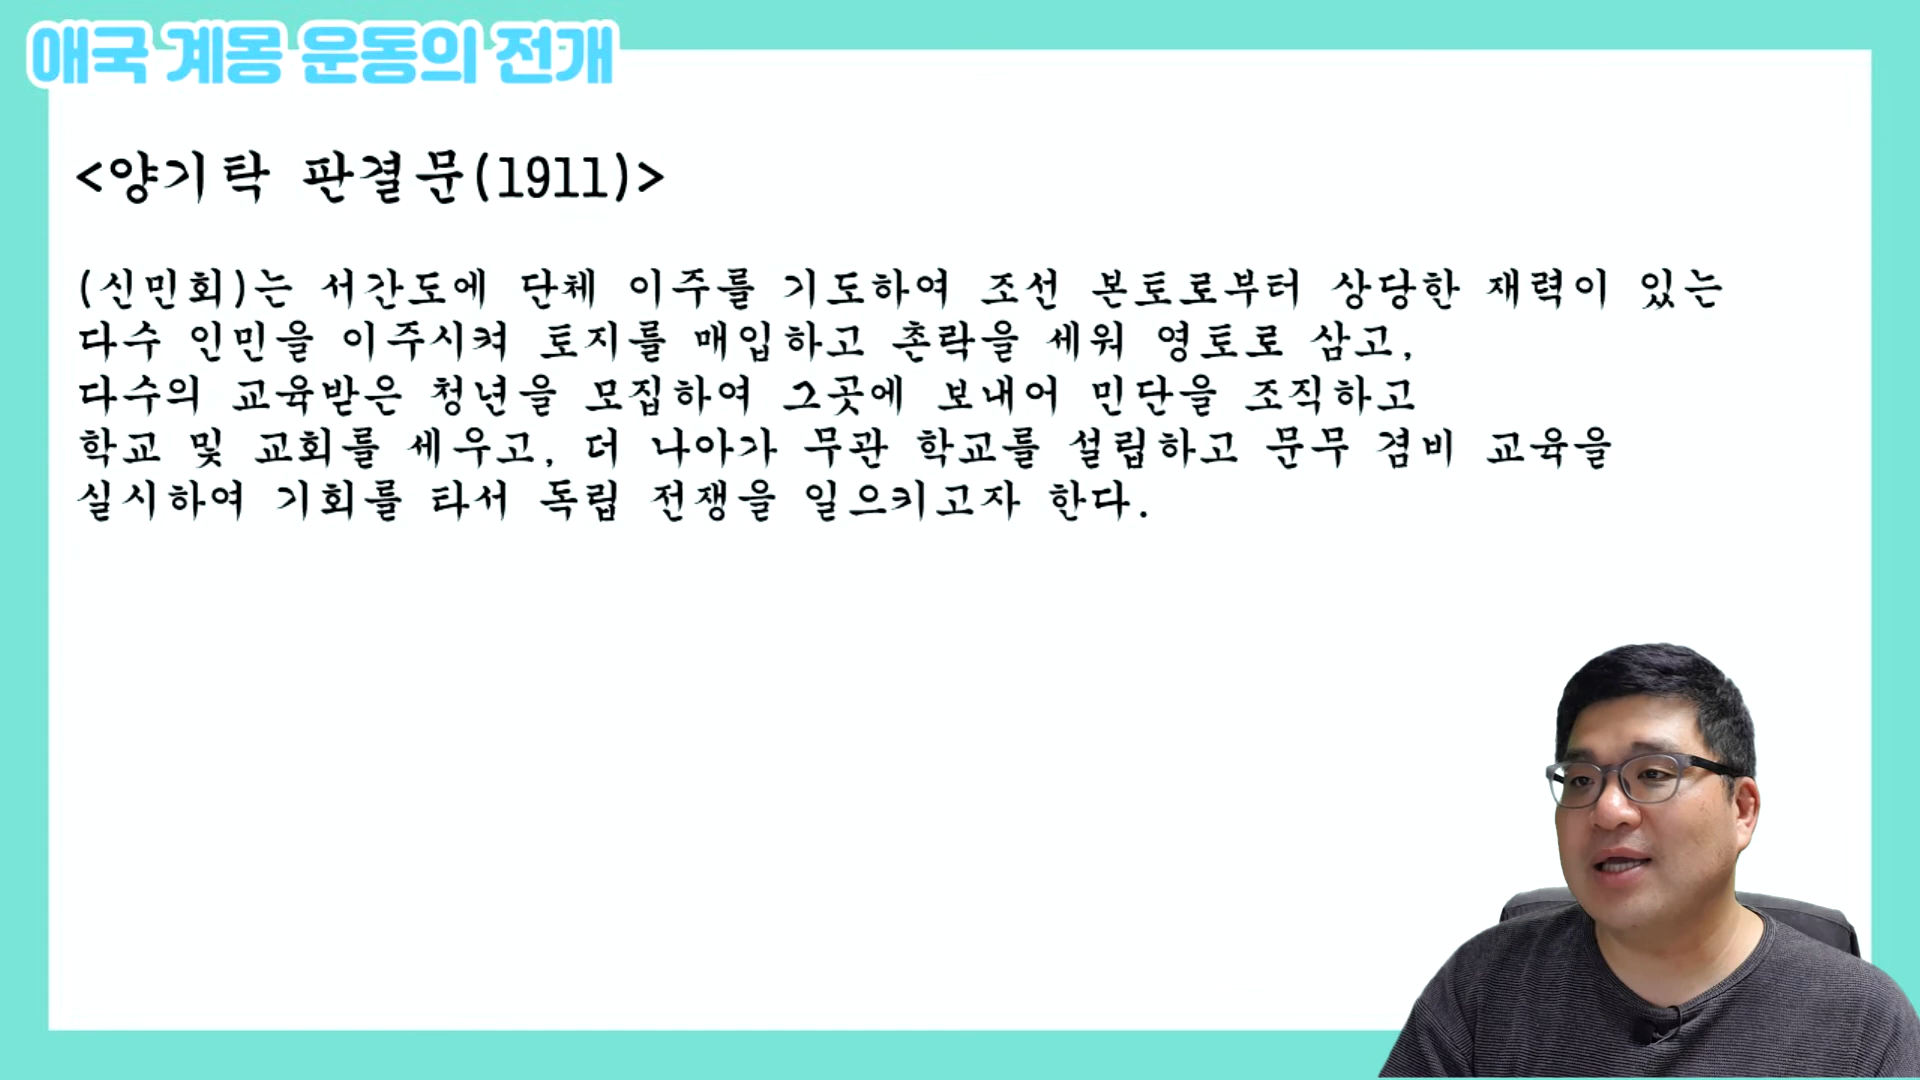 애국 계몽 운동의 전개
<양기탁 판결문(1911)>
(신민회)는 서간도에 단체 이주를 기도하여 조선 본토로부터 상당한 재력이 있는
다수 인민을 이주시켜 토지를 매입하고 촌락을 세워 영토로 삼고,
다수의 교육받은 청년을 모집하여 그곳에 보내어 민단을 조직하고
학교 및 교회를 세우고, 더 나아가 무관 학교를 설립하고 문무 겸비 교육을
실시하여 기회를 타서 독립 전쟁을 일으키고자 한다.